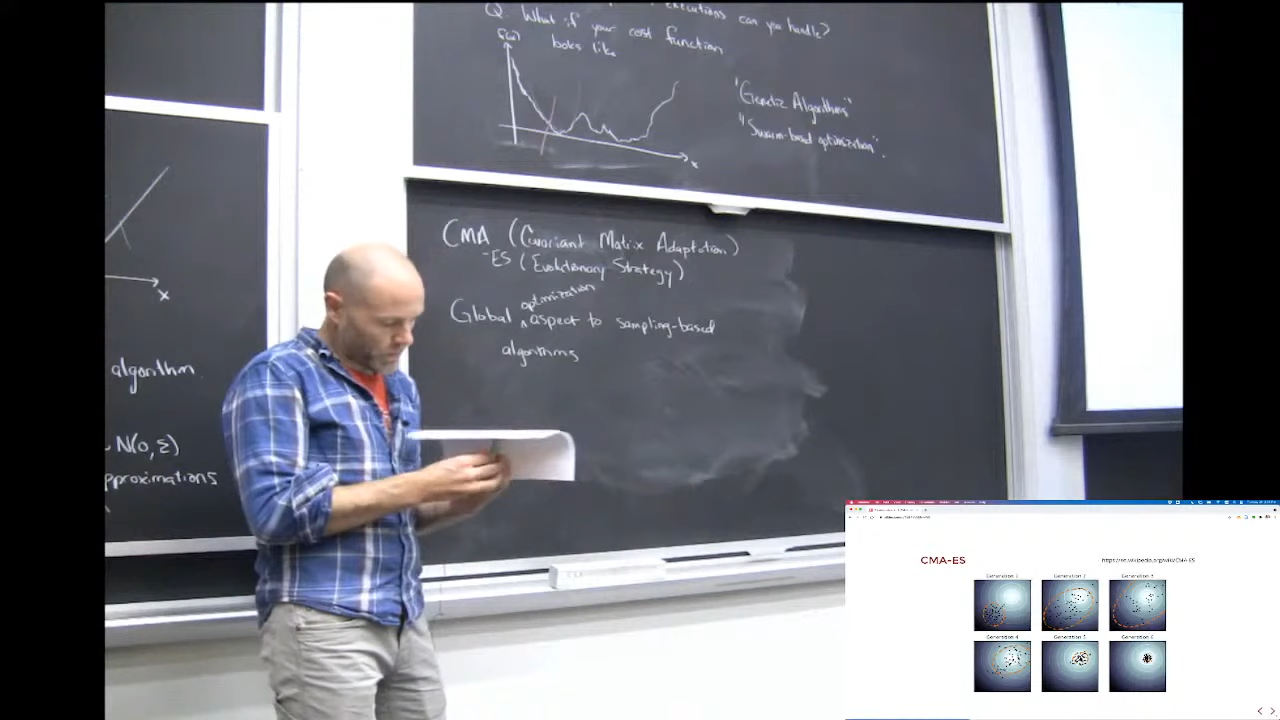 executions can you handle?
Q. What if your cost function
looks like
f(x)
x
"Genetic Algorithms"
"Swarm-based optimization".
CMA (Covariant Matrix Adaptation)
-ES (Evolutionary Strategy)
optimization
Global ^ aspect to sampling-based
algorithms
x
algorithm
N(0, Σ)
pproximations
CMA-ES
https://en.wikipedia.org/wiki/CMA-ES
Generation 1 Generation 2 Generation 3
Generation 4 Generation 5 Generation 6